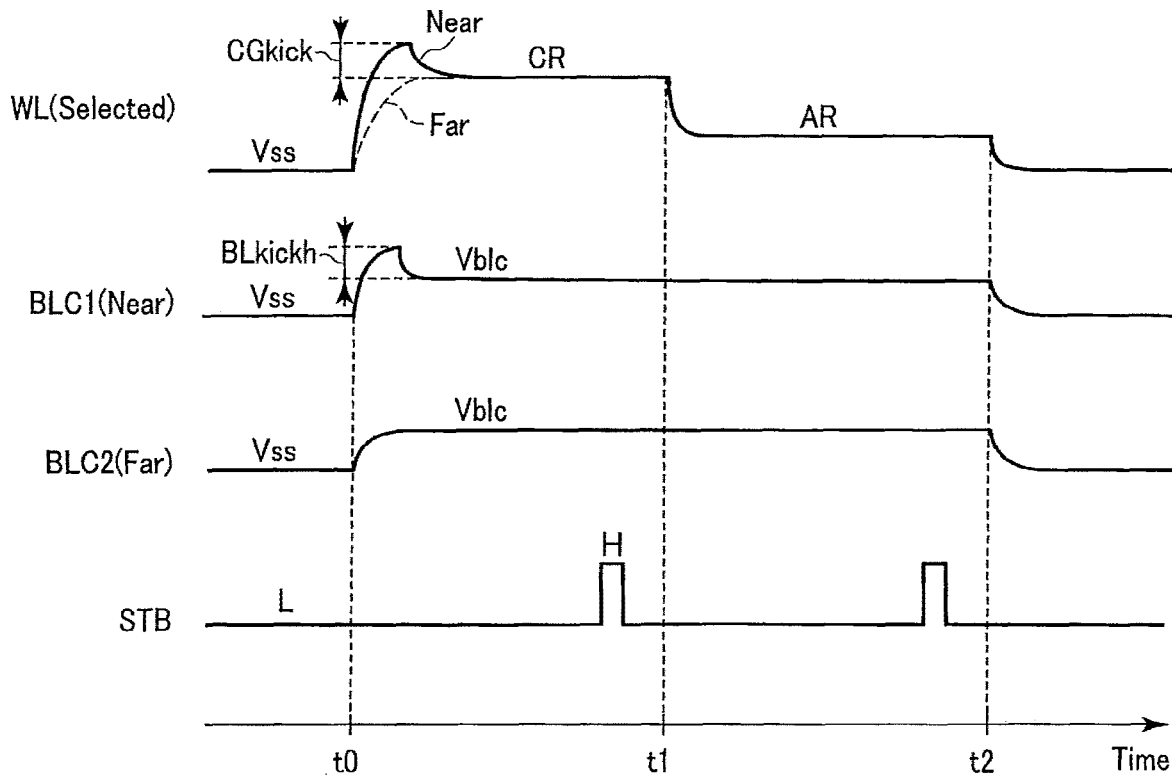 Near
CGkick
CR
WL(Selected)
Far
AR
Vss
BLkickh
Vblc
BLC1(Near)
Vss
Vblc
BLC2(Far)
Vss
H
L
STB
t0
t1
t2
Time